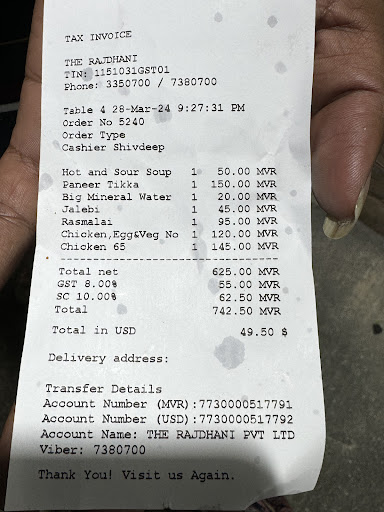 TAX INVOICE
THE RAJDHANI
TIN: 1151031GST01
Phone: 3350700 / 7380700
Table 4 28-Mar-24 9:27:31 PM
Order No 5240
Order Type
Cashier Shivdeep
Hot and Sour Soup 1 50.00 MVR
Paneer Tikka 1 150.00 MVR
Big Mineral Water 1 20.00 MVR
Jalebi 1 45.00 MVR
Rasmalai 1 95.00 MVR
Chicken,Egg&Veg No 1 120.00 MVR
Chicken 65 1 145.00 MVR
--------------------------------
Total net 625.00 MVR
GST 8.00% 55.00 MVR
SC 10.00% 62.50 MVR
Total 742.50 MVR
Total in USD 49.50 $
Delivery address:
Transfer Details
Account Number (MVR):7730000517791
Account Number (USD):7730000517792
Account Name: THE RAJDHANI PVT LTD
Viber: 7380700
Thank You! Visit us Again.